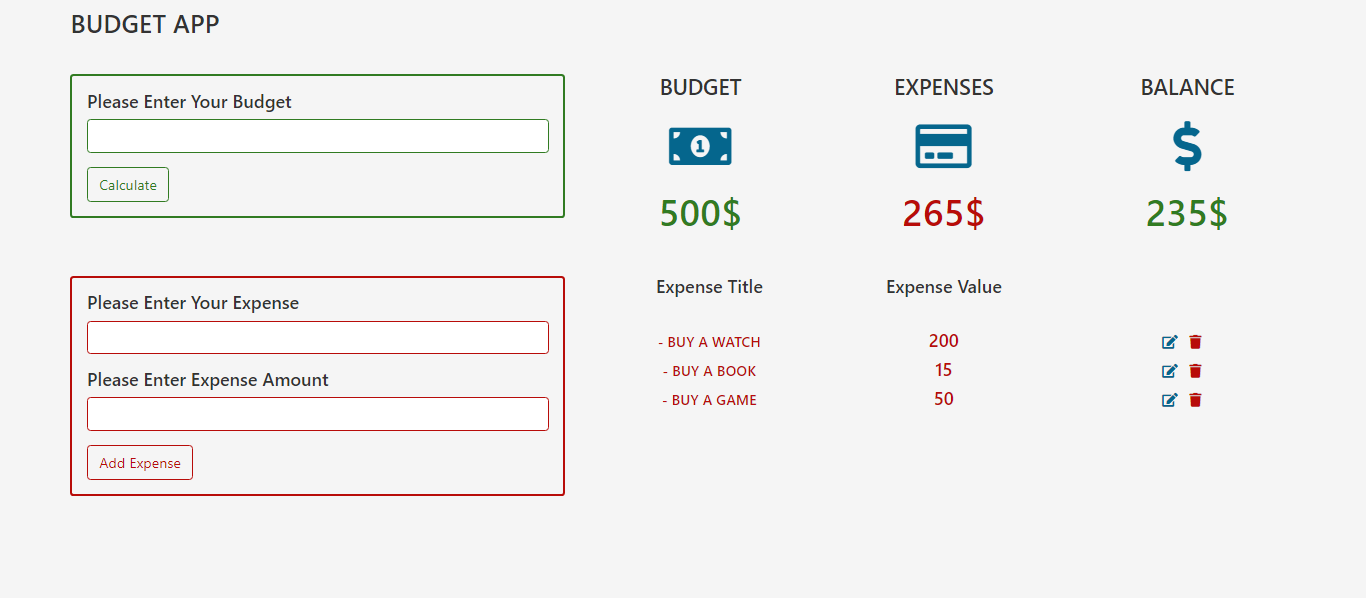 BUDGET APP
Please Enter Your Budget
Calculate
BUDGET
EXPENSES
BALANCE
1
500$
265$
235$
Please Enter Your Expense
Please Enter Expense Amount
Add Expense
Expense Title
Expense Value
- BUY A WATCH 200
- BUY A BOOK 15
- BUY A GAME 50